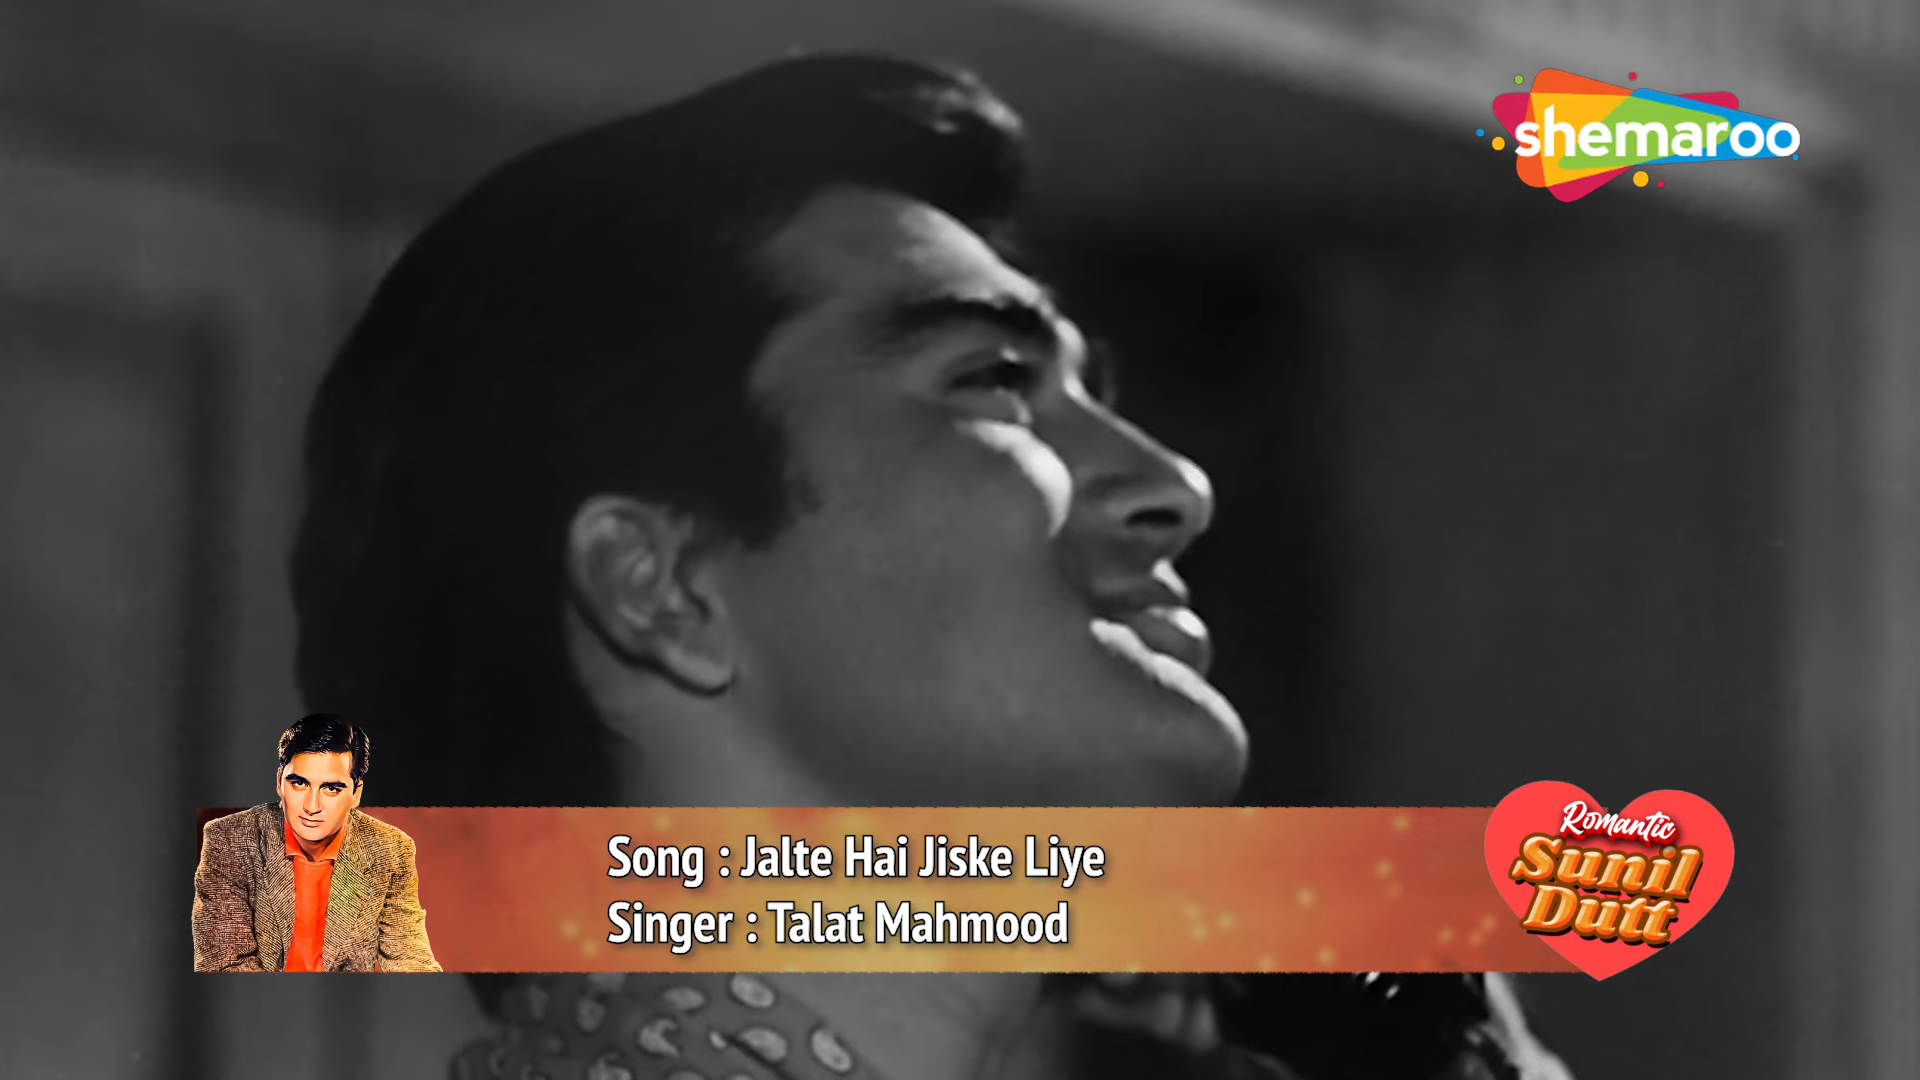 shemaroo
Song : Jalte Hai Jiske Liye
Singer : Talat Mahmood
Romantic
Sunil
Dutt